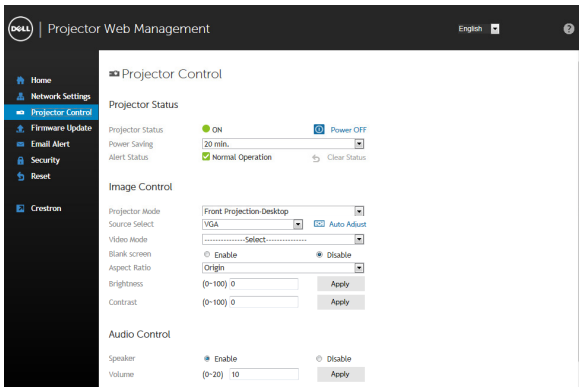 DELL | Projector Web Management English ?
Home
Network Settings
Projector Control
Firmware Update
Email Alert
Security
Reset
Crestron
Projector Control
Projector Status
Projector Status ON Power OFF
Power Saving 20 min.
Alert Status Normal Operation Clear Status
Image Control
Projector Mode Front Projection-Desktop
Source Select VGA Auto Adjust
Video Mode ---------------Select---------------
Blank screen Enable Disable
Aspect Ratio Origin
Brightness (0~100) 0 Apply
Contrast (0~100) 0 Apply
Audio Control
Speaker Enable Disable
Volume (0~20) 10 Apply